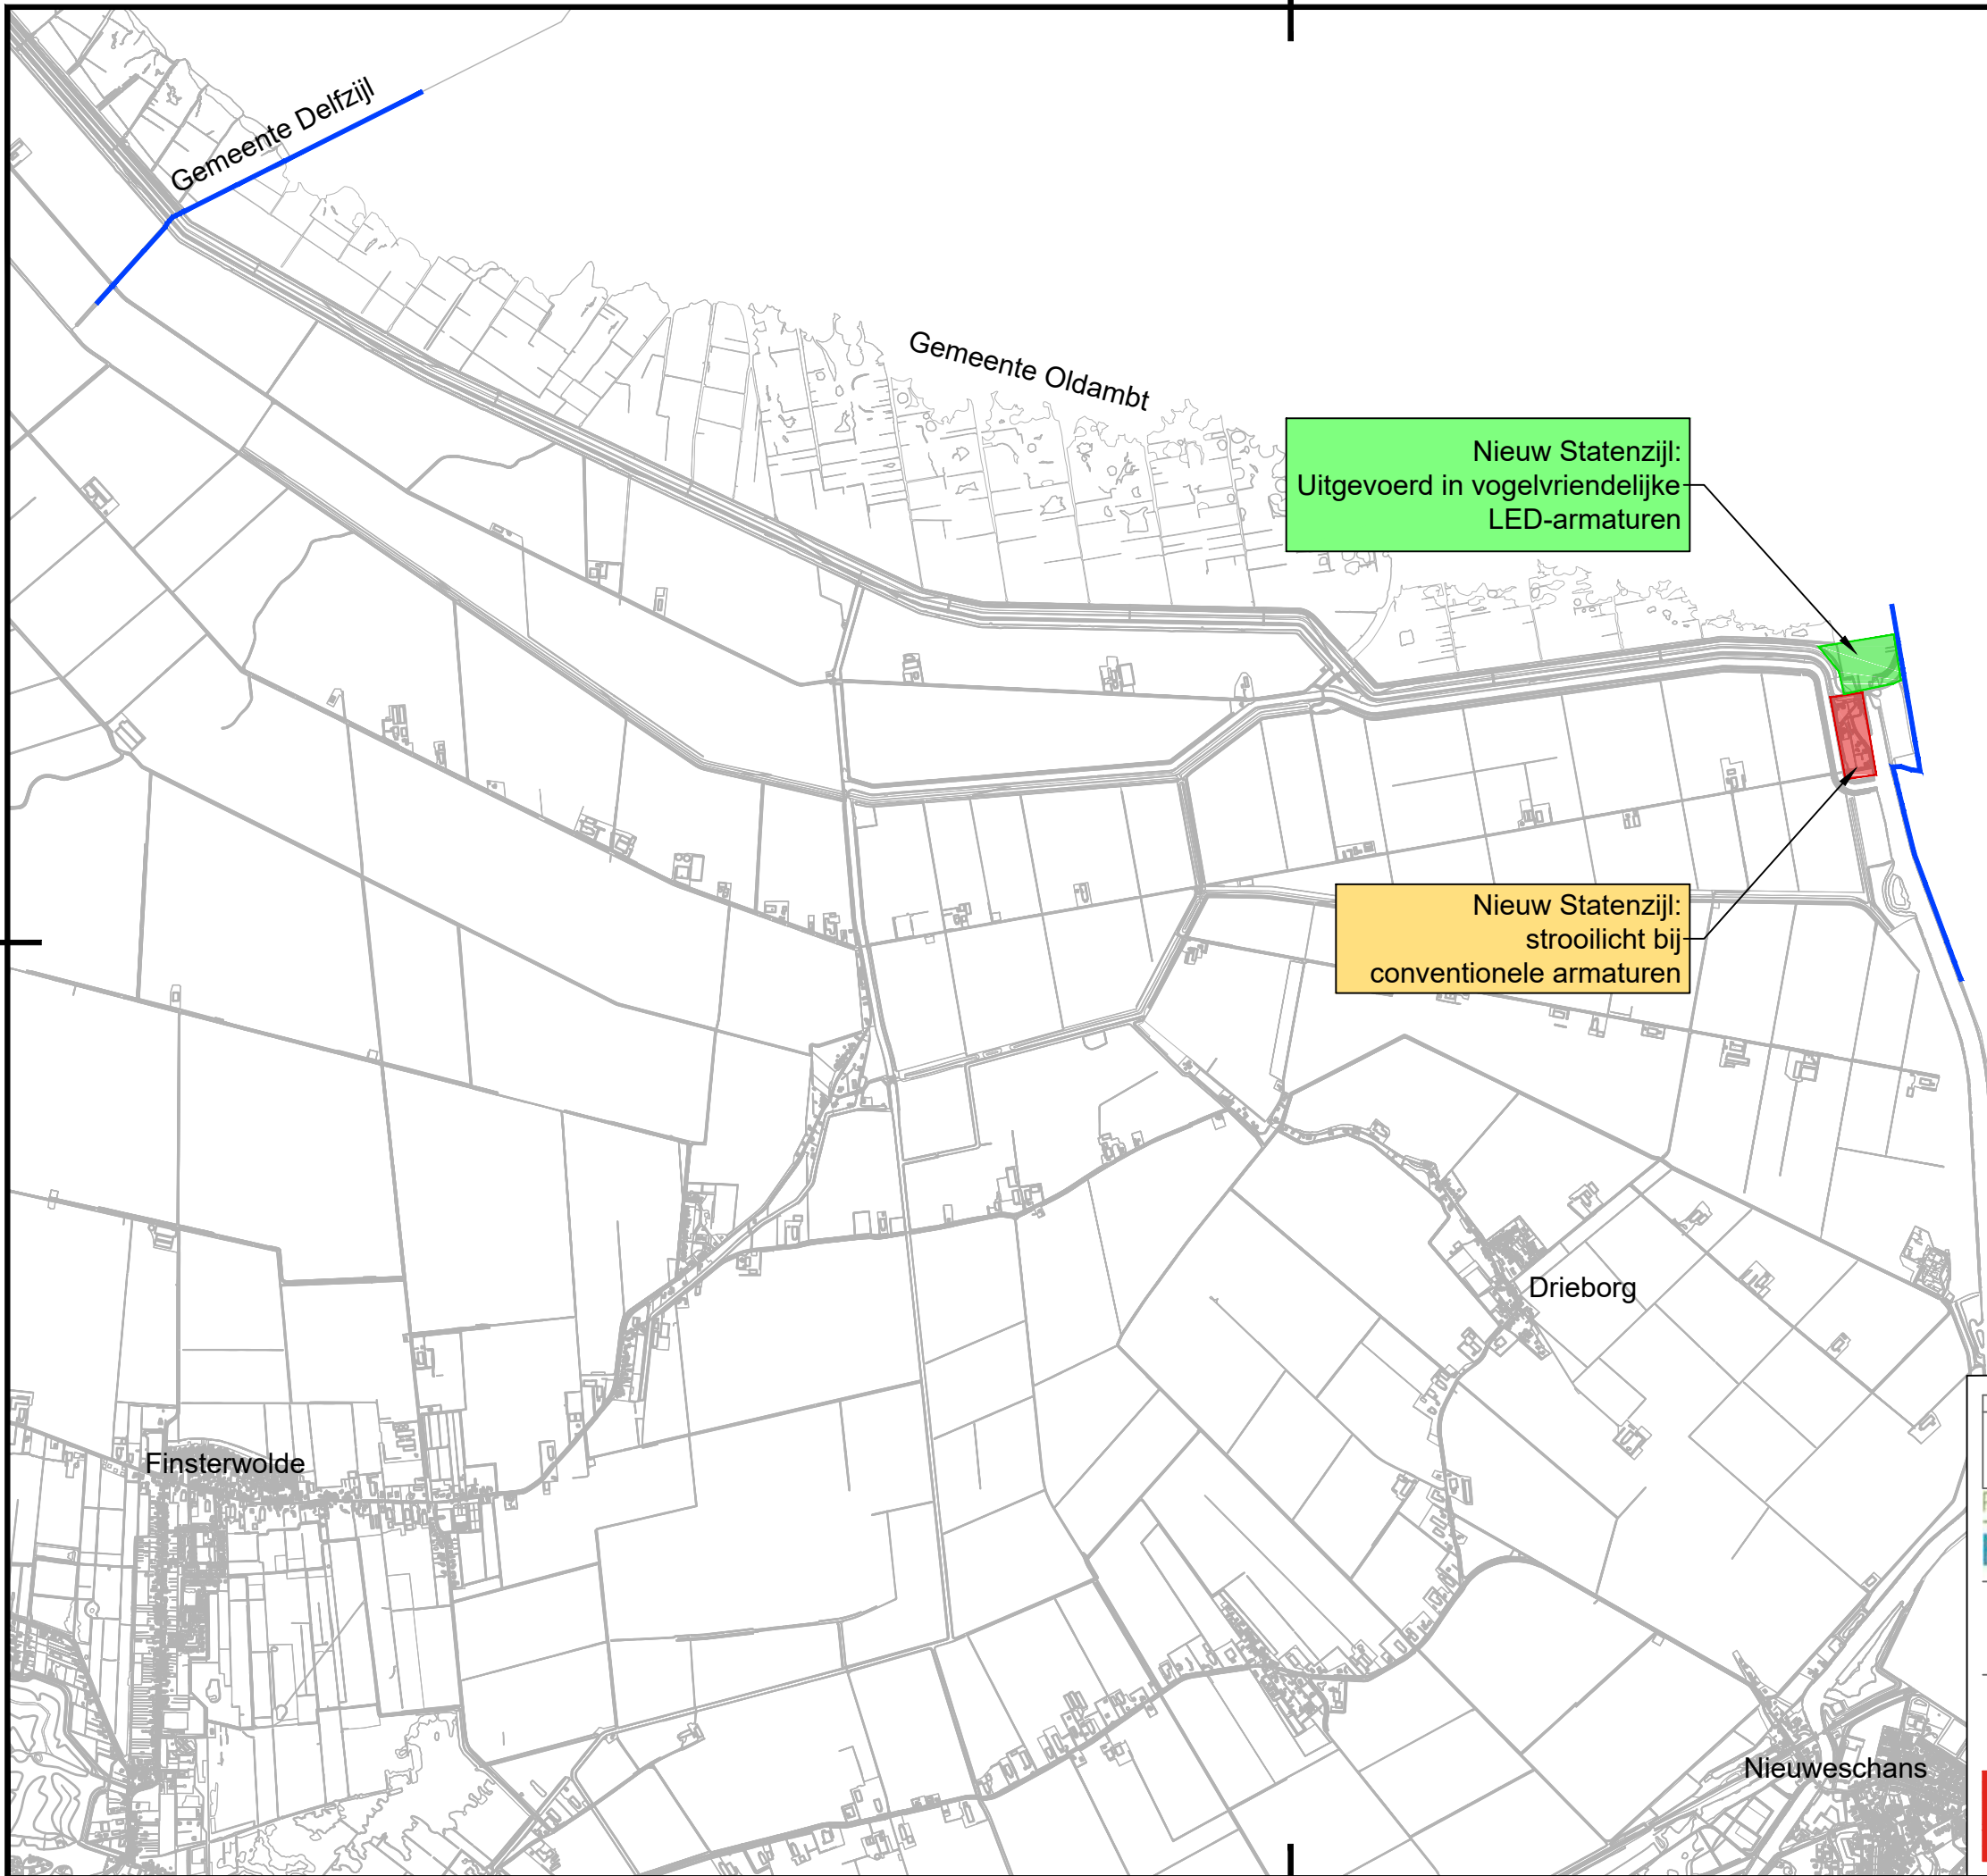 Gemeente Delfzijl
Gemeente Oldambt
Nieuw Statenzijl:
Uitgevoerd in vogelvriendelijke
LED-armaturen
Nieuw Statenzijl:
strooilicht bij
conventionele armaturen
Drieborg
Finsterwolde
Nieuweschans